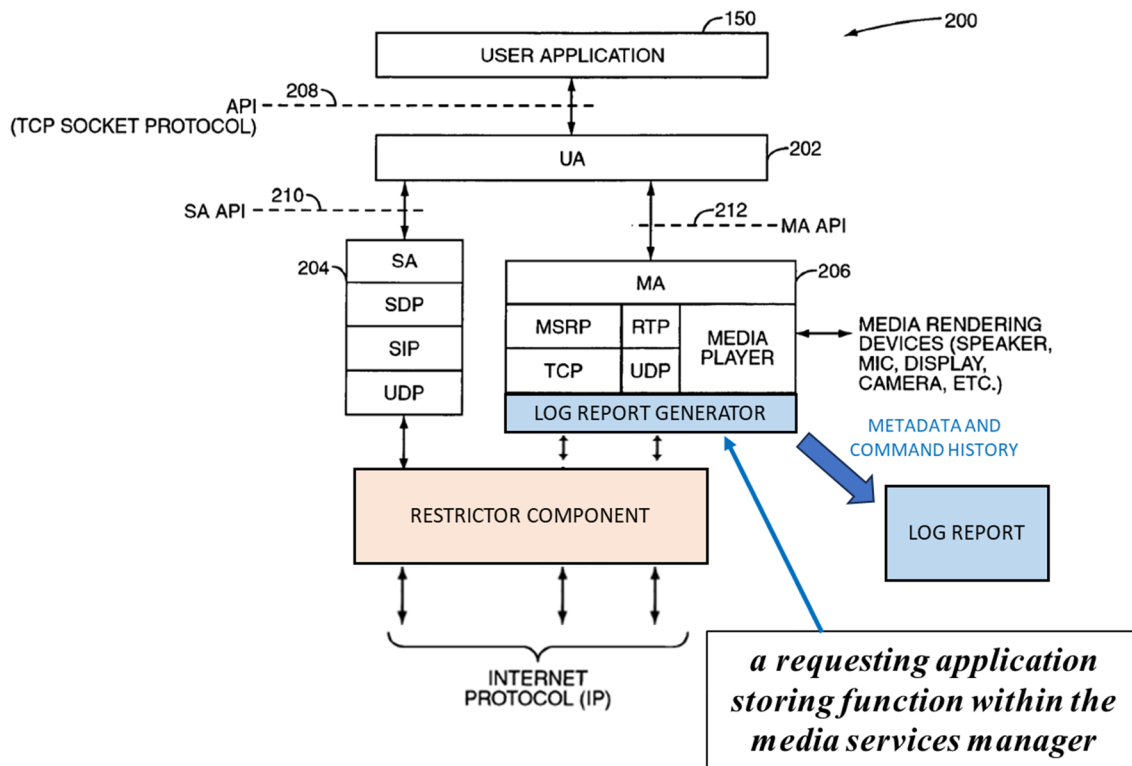 150
200
USER APPLICATION
API
208
(TCP SOCKET PROTOCOL)
UA
202
SA API
210
212
MA API
204
SA
SDP
SIP
UDP
206
MA
MSRP
RTP
MEDIA
PLAYER
TCP
UDP
MEDIA RENDERING
DEVICES (SPEAKER,
MIC, DISPLAY,
CAMERA, ETC.)
LOG REPORT GENERATOR
METADATA AND
COMMAND HISTORY
RESTRICTOR COMPONENT
LOG REPORT
INTERNET
PROTOCOL (IP)
a requesting application
storing function within the
media services manager